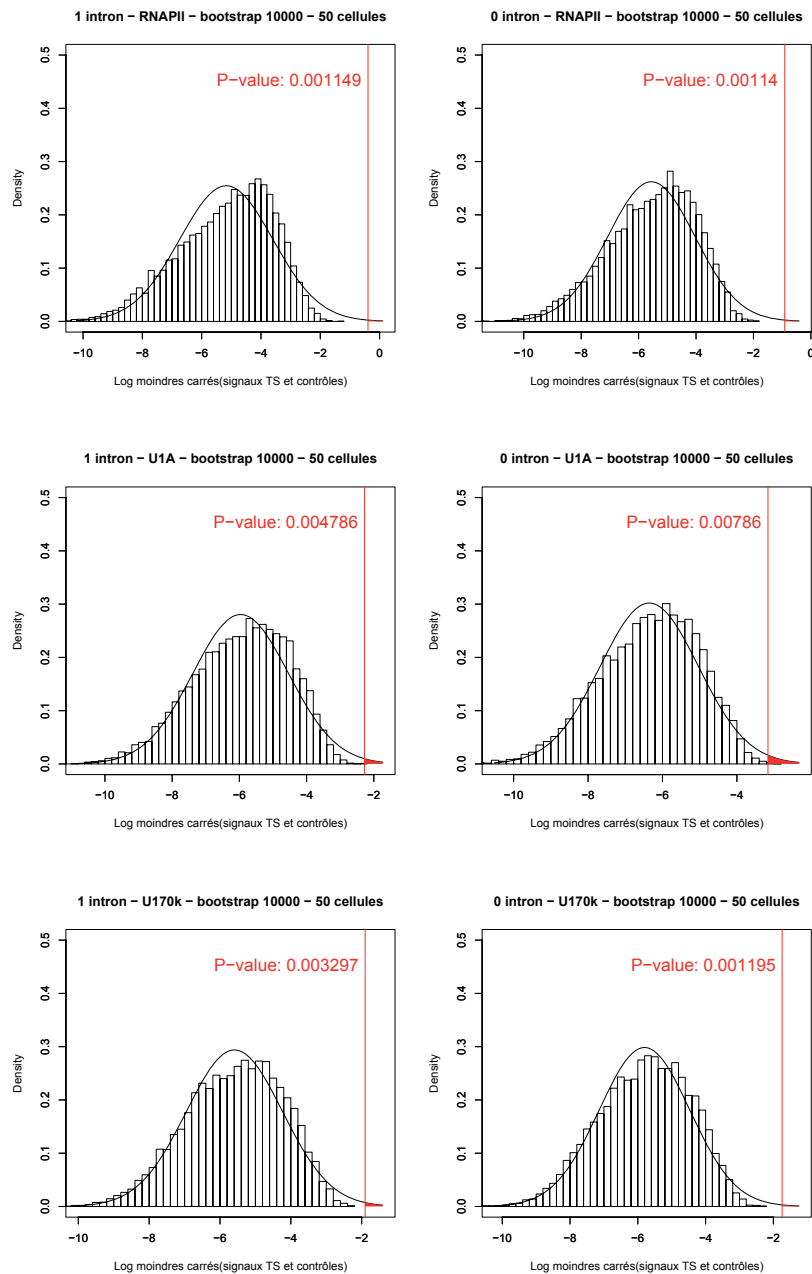 1 intron − RNAPII − bootstrap 10000 − 50 cellules
P−value: 0.001149
Density
0.0 0.1 0.2 0.3 0.4 0.5
−10 −8 −6 −4 −2 0
Log moindres carrés(signaux TS et contrôles)
0 intron − RNAPII − bootstrap 10000 − 50 cellules
P−value: 0.00114
Density
0.0 0.1 0.2 0.3 0.4 0.5
−10 −8 −6 −4 −2 0
Log moindres carrés(signaux TS et contrôles)
1 intron − U1A − bootstrap 10000 − 50 cellules
P−value: 0.004786
Density
0.0 0.1 0.2 0.3 0.4 0.5
−10 −8 −6 −4 −2
Log moindres carrés(signaux TS et contrôles)
0 intron − U1A − bootstrap 10000 − 50 cellules
P−value: 0.00786
Density
0.0 0.1 0.2 0.3 0.4 0.5
−10 −8 −6 −4
Log moindres carrés(signaux TS et contrôles)
1 intron − U170k − bootstrap 10000 − 50 cellules
P−value: 0.003297
Density
0.0 0.1 0.2 0.3 0.4 0.5
−10 −8 −6 −4 −2
Log moindres carrés(signaux TS et contrôles)
0 intron − U170k − bootstrap 10000 − 50 cellules
P−value: 0.001195
Density
0.0 0.1 0.2 0.3 0.4 0.5
−10 −8 −6 −4 −2
Log moindres carrés(signaux TS et contrôles)